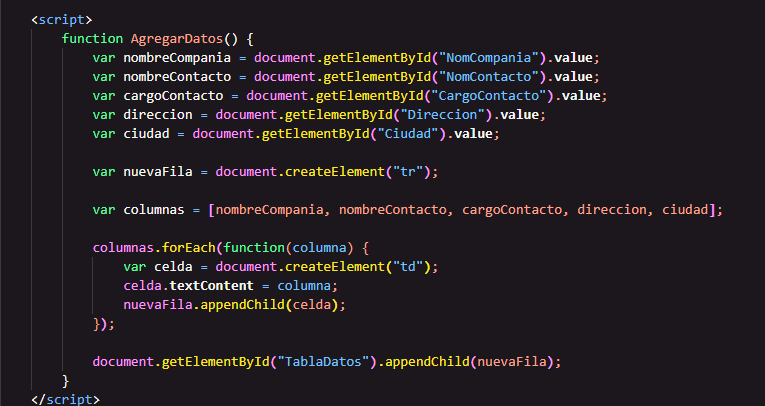 <script>
function AgregarDatos() {
var nombreCompania = document.getElementById("NomCompania").value;
var nombreContacto = document.getElementById("NomContacto").value;
var cargoContacto = document.getElementById("CargoContacto").value;
var direccion = document.getElementById("Direccion").value;
var ciudad = document.getElementById("Ciudad").value;
var nuevaFila = document.createElement("tr");
var columnas = [nombreCompania, nombreContacto, cargoContacto, direccion, ciudad];
columnas.forEach(function(columna) {
var celda = document.createElement("td");
celda.textContent = columna;
nuevaFila.appendChild(celda);
});
document.getElementById("TablaDatos").appendChild(nuevaFila);
}
</script>